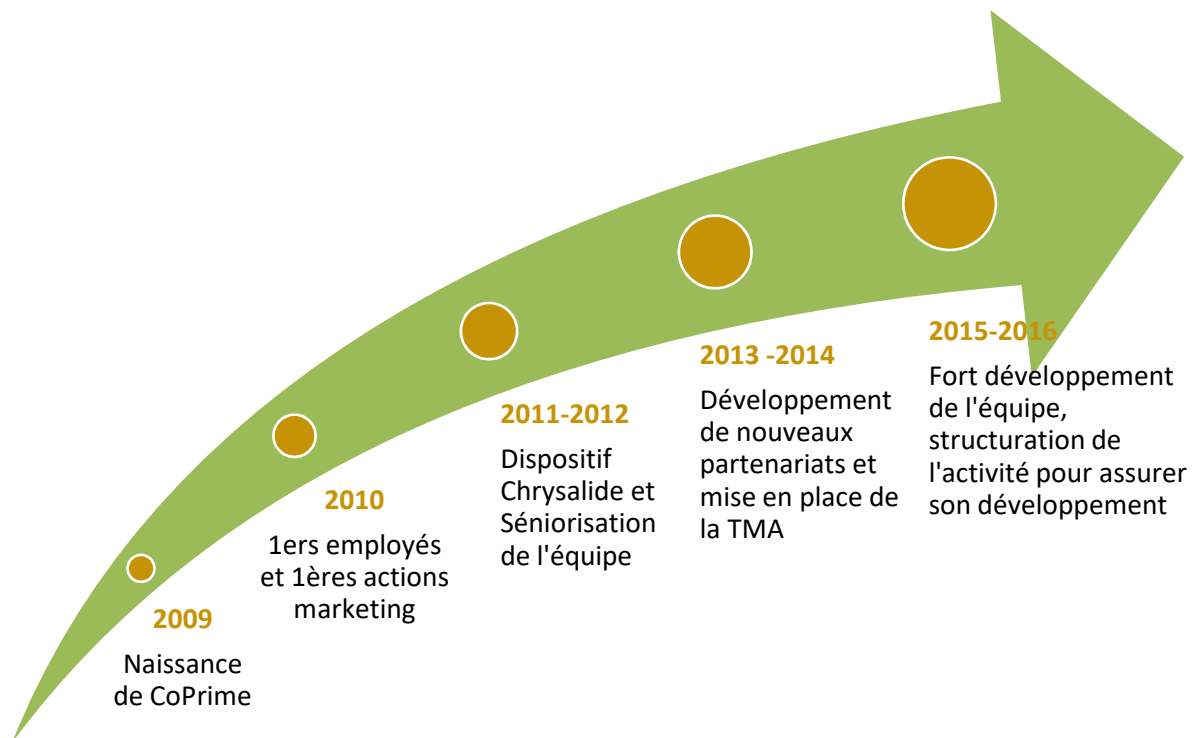 2009
Naissance
de CoPrime
2010
1ers employés
et 1ères actions
marketing
2011-2012
Dispositif
Chrysalide et
Séniorisation
de l'équipe
2013 -2014
Développement
de nouveaux
partenariats et
mise en place de
la TMA
2015-2016
Fort développement
de l'équipe,
structuration de
l'activité pour assurer
son développement